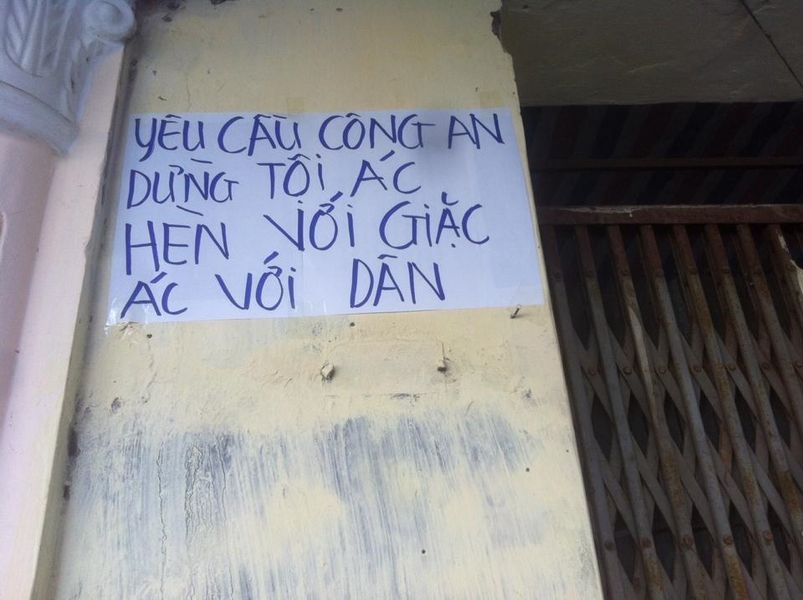 YÊU CẦU CÔNG AN
DỪNG TỘI ÁC
HÈN VỚI GIẶC
ÁC VỚI DÂN